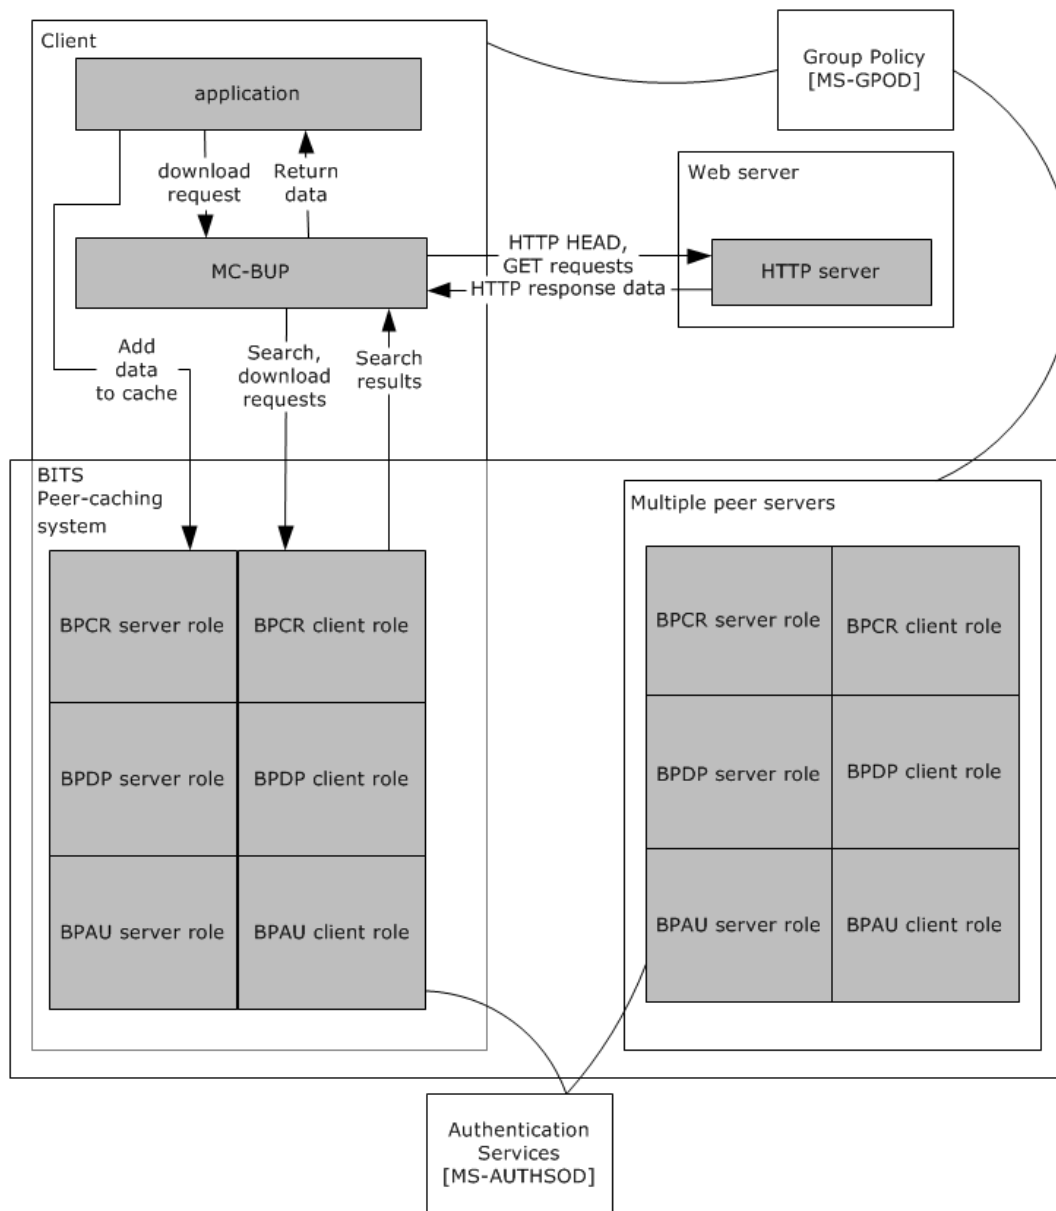 Client
application
download
request
Return
data
MC-BUP
Add
data
to cache
Search,
download
requests
Search
results
Group Policy
[MS-GPOD]
Web server
HTTP HEAD,
GET requests
HTTP response data
HTTP server
BITS
Peer-caching
system
BPCR server role
BPCR client role
BPDP server role
BPDP client role
BPAU server role
BPAU client role
Multiple peer servers
BPCR server role
BPCR client role
BPDP server role
BPDP client role
BPAU server role
BPAU client role
Authentication
Services
[MS-AUTHSOD]